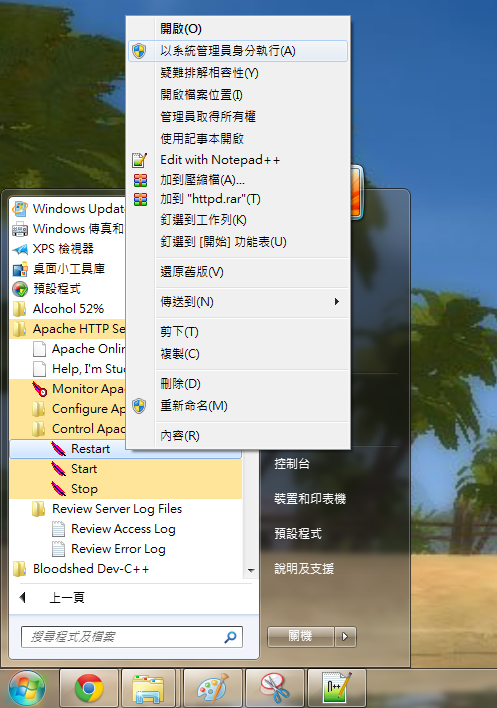 開啟(O)
以系統管理員身分執行(A)
疑難排解相容性(Y)
開啟檔案位置(I)
管理員取得所有權
使用記事本開啟
Edit with Notepad++
加到壓縮檔(A)...
加到 "httpd.rar"(T)
釘選到工作列(K)
釘選到 [開始] 功能表(U)
還原舊版(V)
傳送到(N)
剪下(T)
複製(C)
刪除(D)
重新命名(M)
內容(R)
Windows Updat
Windows 傳真和
XPS 檢視器
桌面小工具庫
預設程式
Alcohol 52%
Apache HTTP Se
Apache Onlin
Help, I'm Stu
Monitor Apa
Configure Ap
Control Apac
Restart
Start
Stop
Review Server Log Files
Review Access Log
Review Error Log
Bloodshed Dev-C++
上一頁
搜尋程式及檔案
控制台
裝置和印表機
預設程式
說明及支援
關機